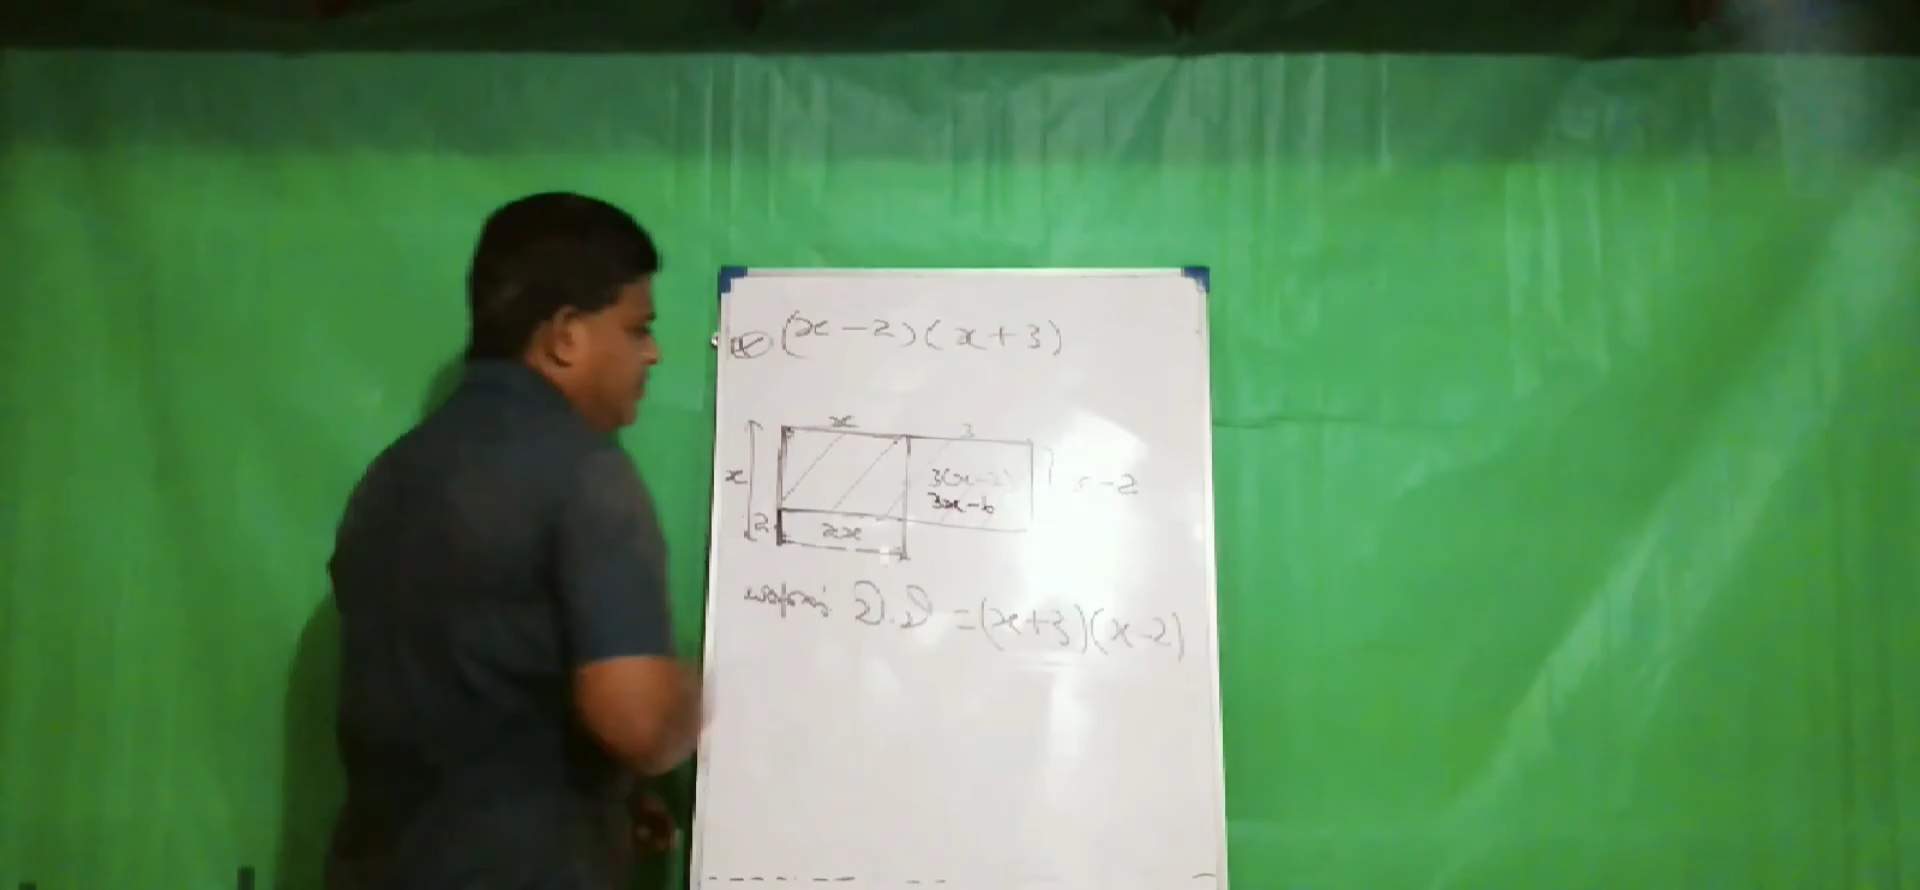 (x-2)(x+3)
x 3
x 3(x-2) x-2
3x-6
2 2x
= (x+3)(x-2)